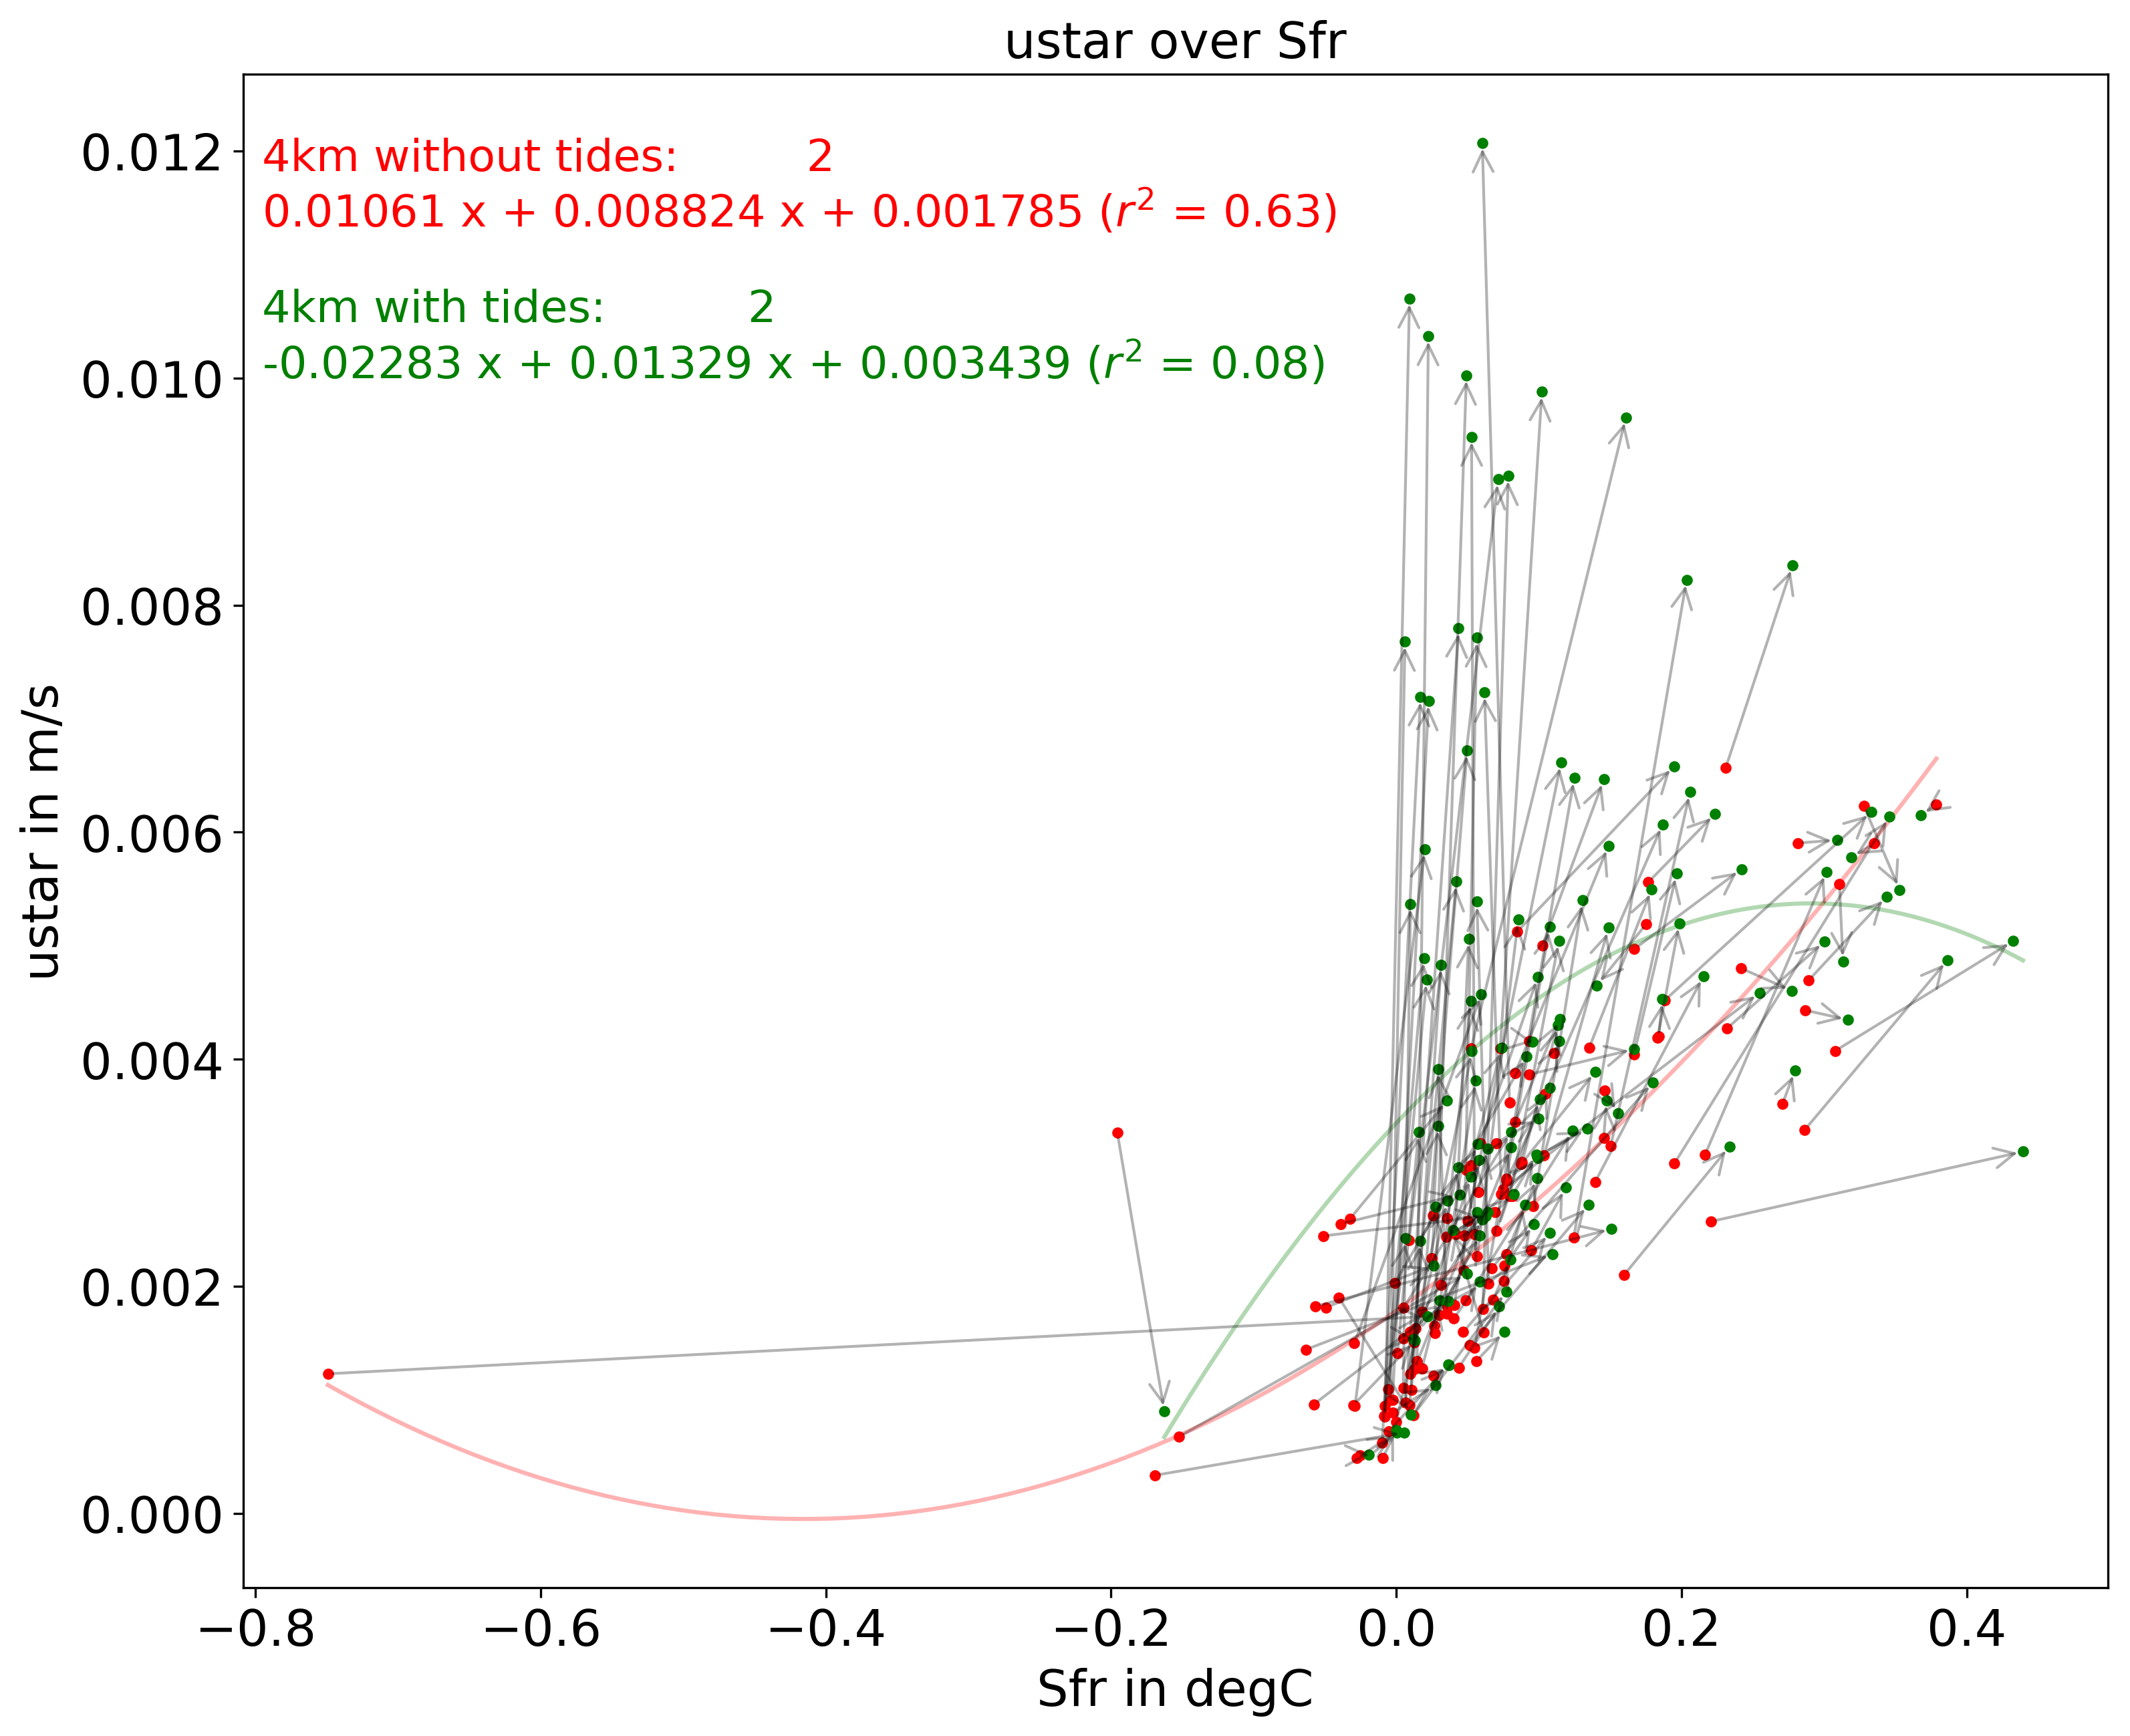 ustar over Sfr
4km without tides: 2
0.01061 x + 0.008824 x + 0.001785 (r² = 0.63)
4km with tides: 2
-0.02283 x + 0.01329 x + 0.003439 (r² = 0.08)
ustar in m/s
0.012
0.010
0.008
0.006
0.004
0.002
0.000
−0.8 −0.6 −0.4 −0.2 0.0 0.2 0.4
Sfr in degC